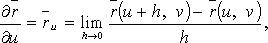 ∂r̄/∂u = r̄_u = lim_{h→0} (r̄(u + h, v) − r̄(u, v))/h,